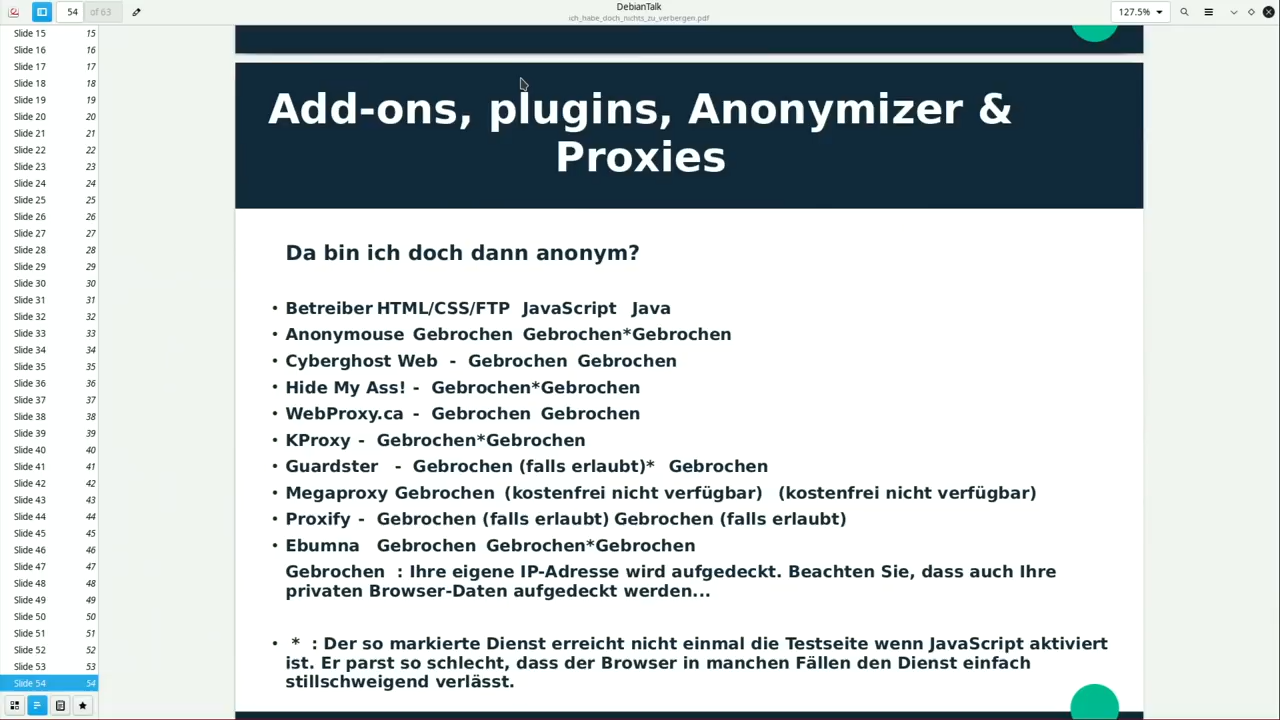 54 of 63
DebianTalk
ich_habe_doch_nichts_zu_verbergen.pdf
127.5%
Slide 15 15
Slide 16 16
Slide 17 17
Slide 18 18
Slide 19 19
Slide 20 20
Slide 21 21
Slide 22 22
Slide 23 23
Slide 24 24
Slide 25 25
Slide 26 26
Slide 27 27
Slide 28 28
Slide 29 29
Slide 30 30
Slide 31 31
Slide 32 32
Slide 33 33
Slide 34 34
Slide 35 35
Slide 36 36
Slide 37 37
Slide 38 38
Slide 39 39
Slide 40 40
Slide 41 41
Slide 42 42
Slide 43 43
Slide 44 44
Slide 45 45
Slide 46 46
Slide 47 47
Slide 48 48
Slide 49 49
Slide 50 50
Slide 51 51
Slide 52 52
Slide 53 53
Slide 54 54
Add-ons, plugins, Anonymizer &
Proxies
Da bin ich doch dann anonym?
• Betreiber HTML/CSS/FTP JavaScript Java
• Anonymouse Gebrochen Gebrochen*Gebrochen
• Cyberghost Web - Gebrochen Gebrochen
• Hide My Ass! - Gebrochen*Gebrochen
• WebProxy.ca - Gebrochen Gebrochen
• KProxy - Gebrochen*Gebrochen
• Guardster - Gebrochen (falls erlaubt)* Gebrochen
• Megaproxy Gebrochen (kostenfrei nicht verfügbar) (kostenfrei nicht verfügbar)
• Proxify - Gebrochen (falls erlaubt) Gebrochen (falls erlaubt)
• Ebumna Gebrochen Gebrochen*Gebrochen
Gebrochen : Ihre eigene IP-Adresse wird aufgedeckt. Beachten Sie, dass auch Ihre
privaten Browser-Daten aufgedeckt werden...
• * : Der so markierte Dienst erreicht nicht einmal die Testseite wenn JavaScript aktiviert
ist. Er parst so schlecht, dass der Browser in manchen Fällen den Dienst einfach
stillschweigend verlässt.